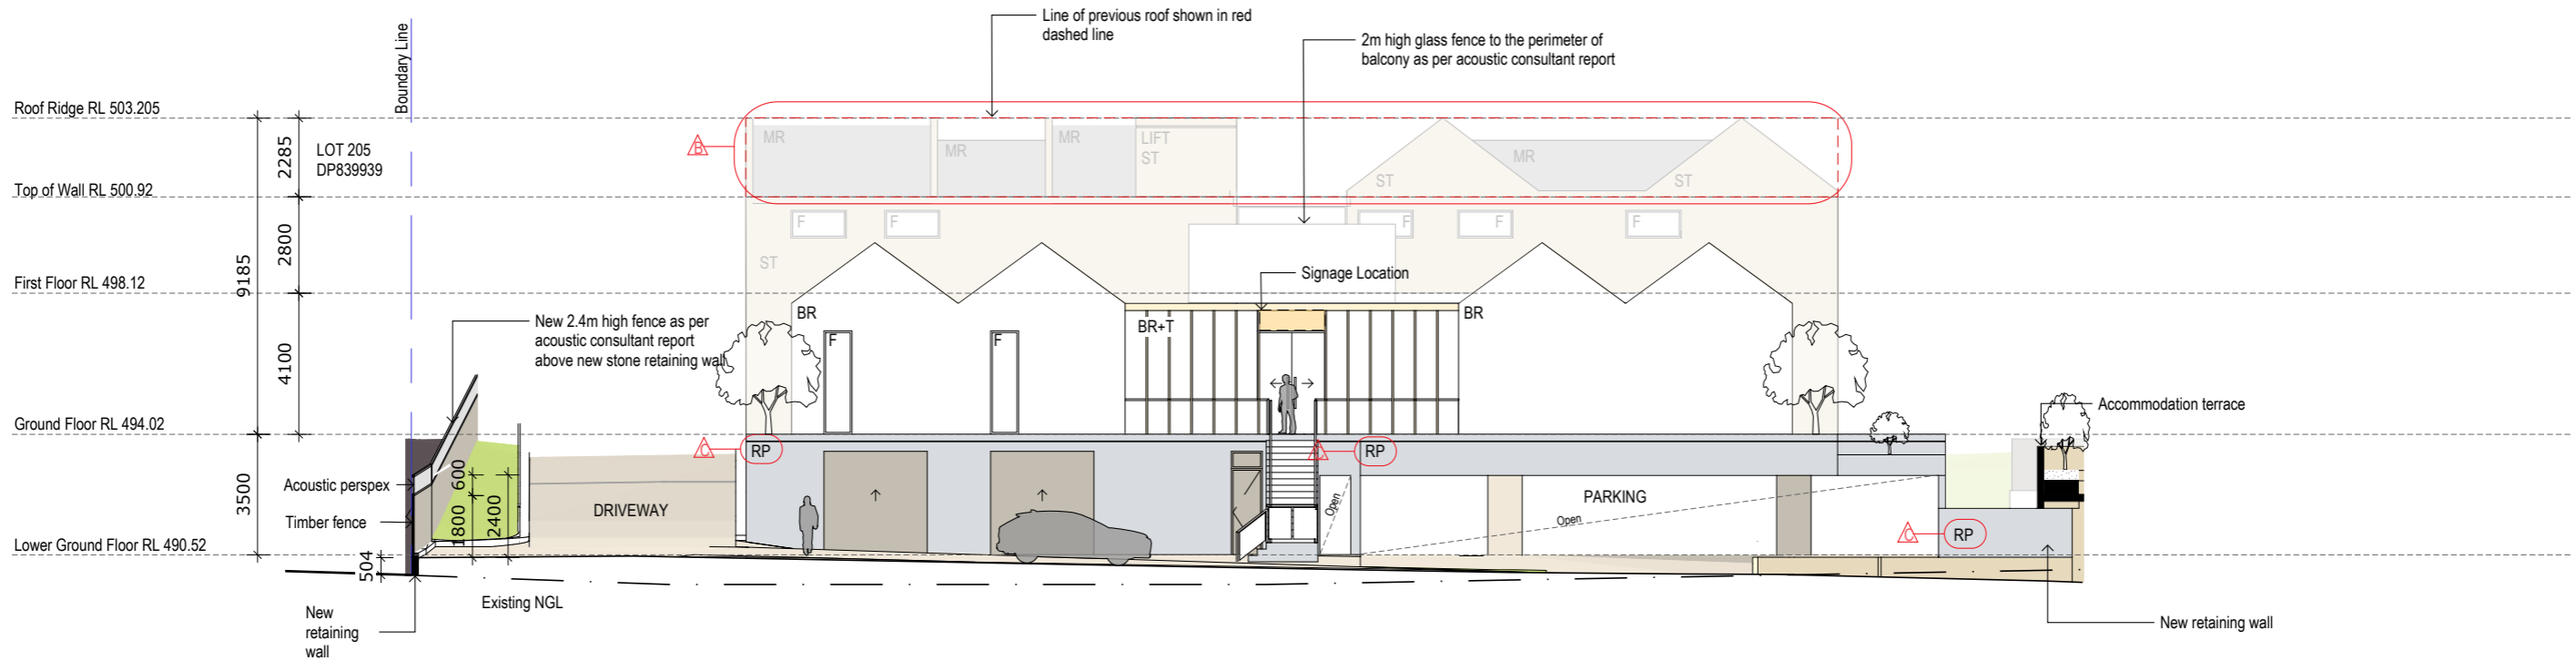 Line of previous roof shown in red
dashed line
2m high glass fence to the perimeter of
balcony as per acoustic consultant report
Boundary Line
Roof Ridge RL 503.205
LOT 205
DP839939
2285
B
MR
MR
MR
LIFT
ST
MR
ST
ST
Top of Wall RL 500.92
F
F
F
F
F
2800
9185
ST
Signage Location
First Floor RL 498.12
New 2.4m high fence as per
acoustic consultant report
above new stone retaining wall
BR
BR+T
BR
F
F
4100
Accommodation terrace
Ground Floor RL 494.02
C
RP
C
RP
Acoustic perspex
600
3500
DRIVEWAY
PARKING
Open
Open
Timber fence
1800
2400
C
RP
Lower Ground Floor RL 490.52
504
Existing NGL
New
retaining
wall
New retaining wall